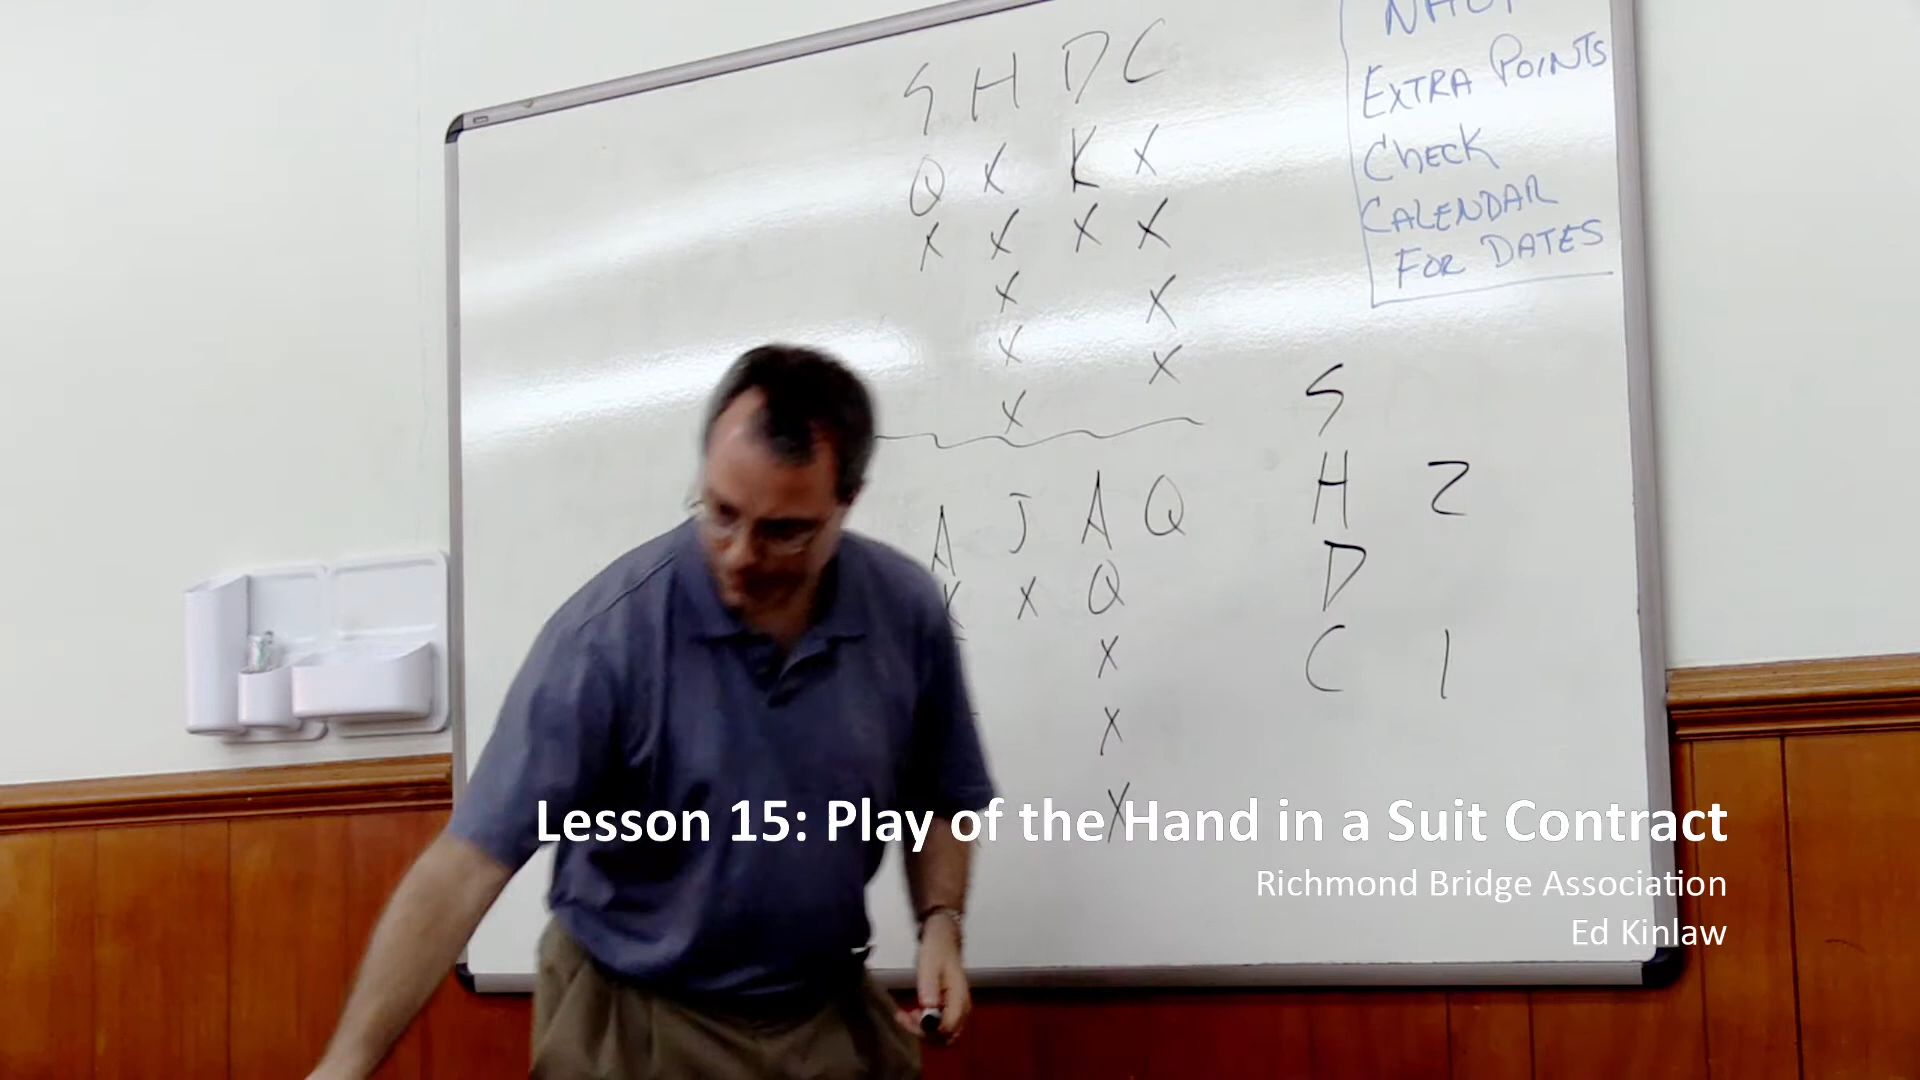 S H D C
Q X K X
X X X X
X X
X X
X
A J A Q
X X Q
X
X
X
NAOP
EXTRA POINTS
CHECK
CALENDAR
FOR DATES
S
H 2
D
C 1
Lesson 15: Play of the Hand in a Suit Contract
Richmond Bridge Association
Ed Kinlaw